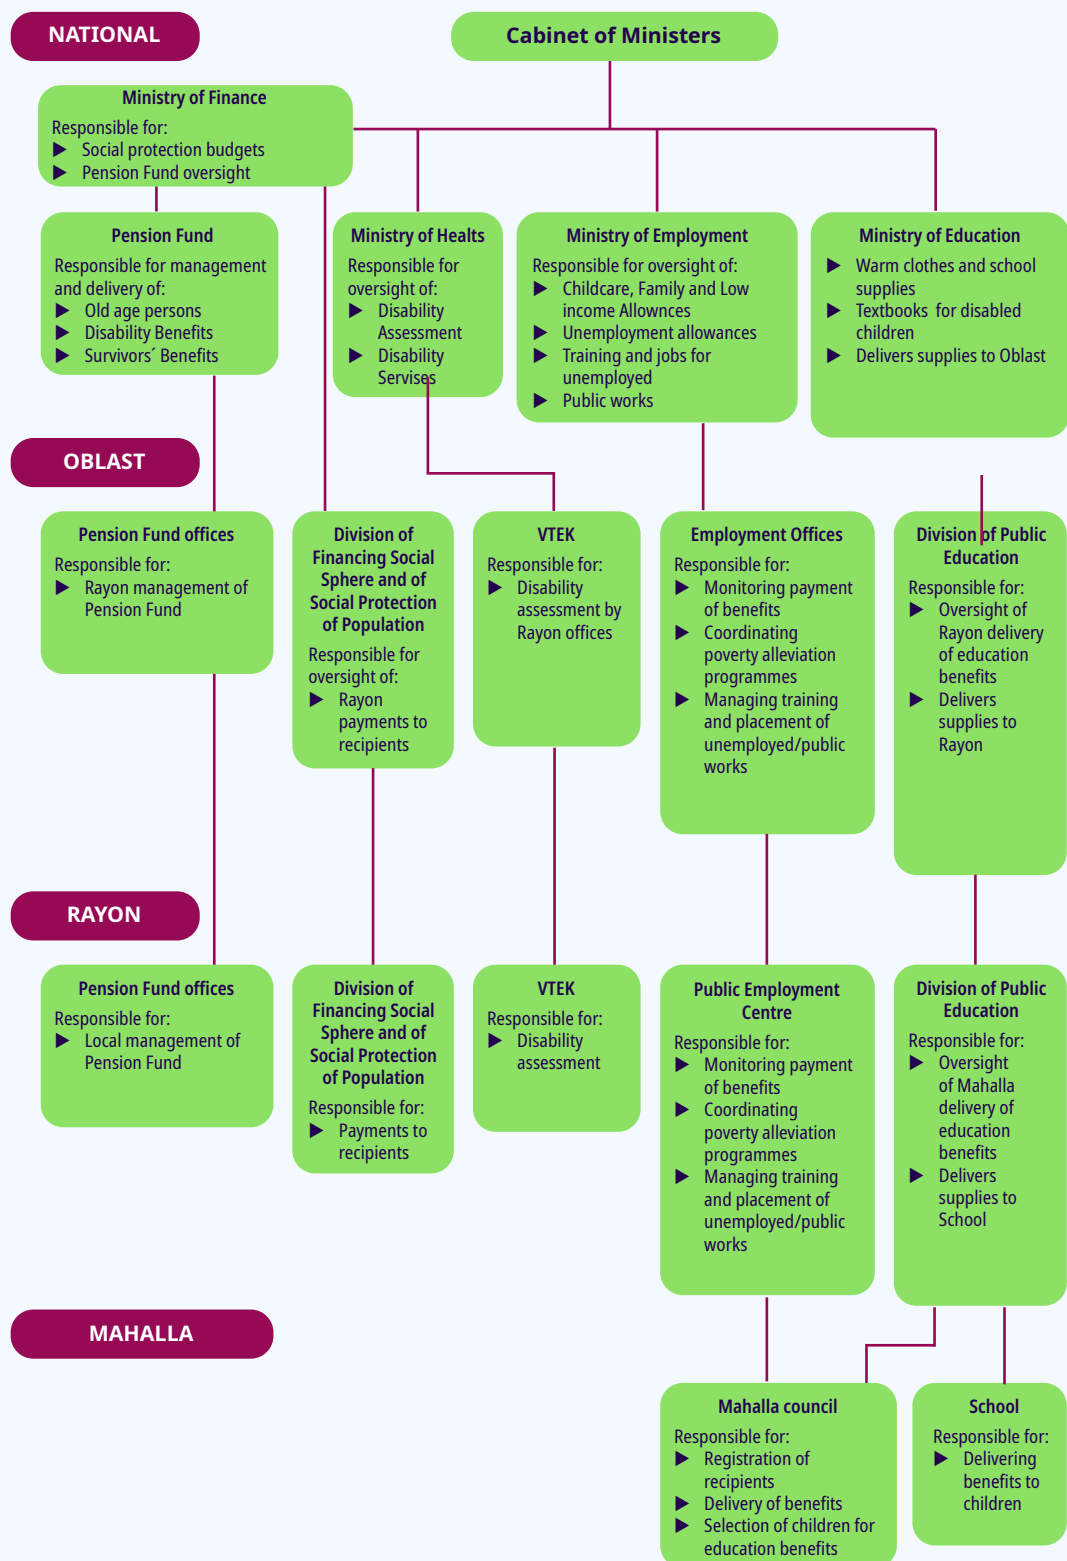 NATIONAL
Cabinet of Ministers
Ministry of Finance
Responsible for:
▶ Social protection budgets
▶ Pension Fund oversight
Pension Fund
Responsible for management
and delivery of:
▶ Old age persons
▶ Disability Benefits
▶ Survivors´ Benefits
Ministry of Healts
Responsible for
oversight of:
▶ Disability
Assessment
▶ Disability
Servises
Ministry of Employment
Responsible for oversight of:
▶ Childcare, Family and Low
income Allownces
▶ Unemployment allowances
▶ Training and jobs for
unemployed
▶ Public works
Ministry of Education
▶ Warm clothes and school
supplies
▶ Textbooks for disabled
children
▶ Delivers supplies to Oblast
OBLAST
Pension Fund offices
Responsible for:
▶ Rayon management of
Pension Fund
Division of
Financing Social
Sphere and of
Social Protection
of Population
Responsible for
oversight of:
▶ Rayon
payments to
recipients
VTEK
Responsible for:
▶ Disability
assessment by
Rayon offices
Employment Offices
Responsible for:
▶ Monitoring payment
of benefits
▶ Coordinating
poverty alleviation
programmes
▶ Managing training
and placement of
unemployed/public
works
Division of Public
Education
Responsible for:
▶ Oversight of
Rayon delivery
of education
benefits
▶ Delivers
supplies to
Rayon
RAYON
Pension Fund offices
Responsible for:
▶ Local management of
Pension Fund
Division of
Financing Social
Sphere and of
Social Protection
of Population
Responsible for:
▶ Payments to
recipients
VTEK
Responsible for:
▶ Disability
assessment
Public Employment
Centre
Responsible for:
▶ Monitoring payment
of benefits
▶ Coordinating
poverty alleviation
programmes
▶ Managing training
and placement of
unemployed/public
works
Division of Public
Education
Responsible for:
▶ Oversight
of Mahalla
delivery of
education
benefits
▶ Delivers
supplies to
School
MAHALLA
Mahalla council
Responsible for:
▶ Registration of
recipients
▶ Delivery of benefits
▶ Selection of children for
education benefits
School
Responsible for:
▶ Delivering
benefits to
children